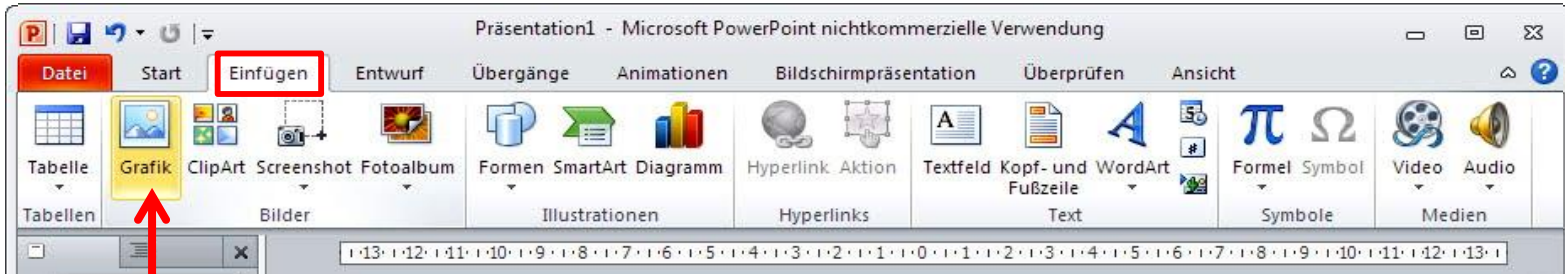 Präsentation1 - Microsoft PowerPoint nichtkommerzielle Verwendung
Datei Start Einfügen Entwurf Übergänge Animationen Bildschirmpräsentation Überprüfen Ansicht
Tabelle Grafik ClipArt Screenshot Fotoalbum Formen SmartArt Diagramm Hyperlink Aktion Textfeld Kopf- und Fußzeile WordArt Formel Symbol Video Audio
Tabellen Bilder Illustrationen Hyperlinks Text Symbole Medien
13 12 11 10 9 8 7 6 5 4 3 2 1 0 1 2 3 4 5 6 7 8 9 10 11 12 13